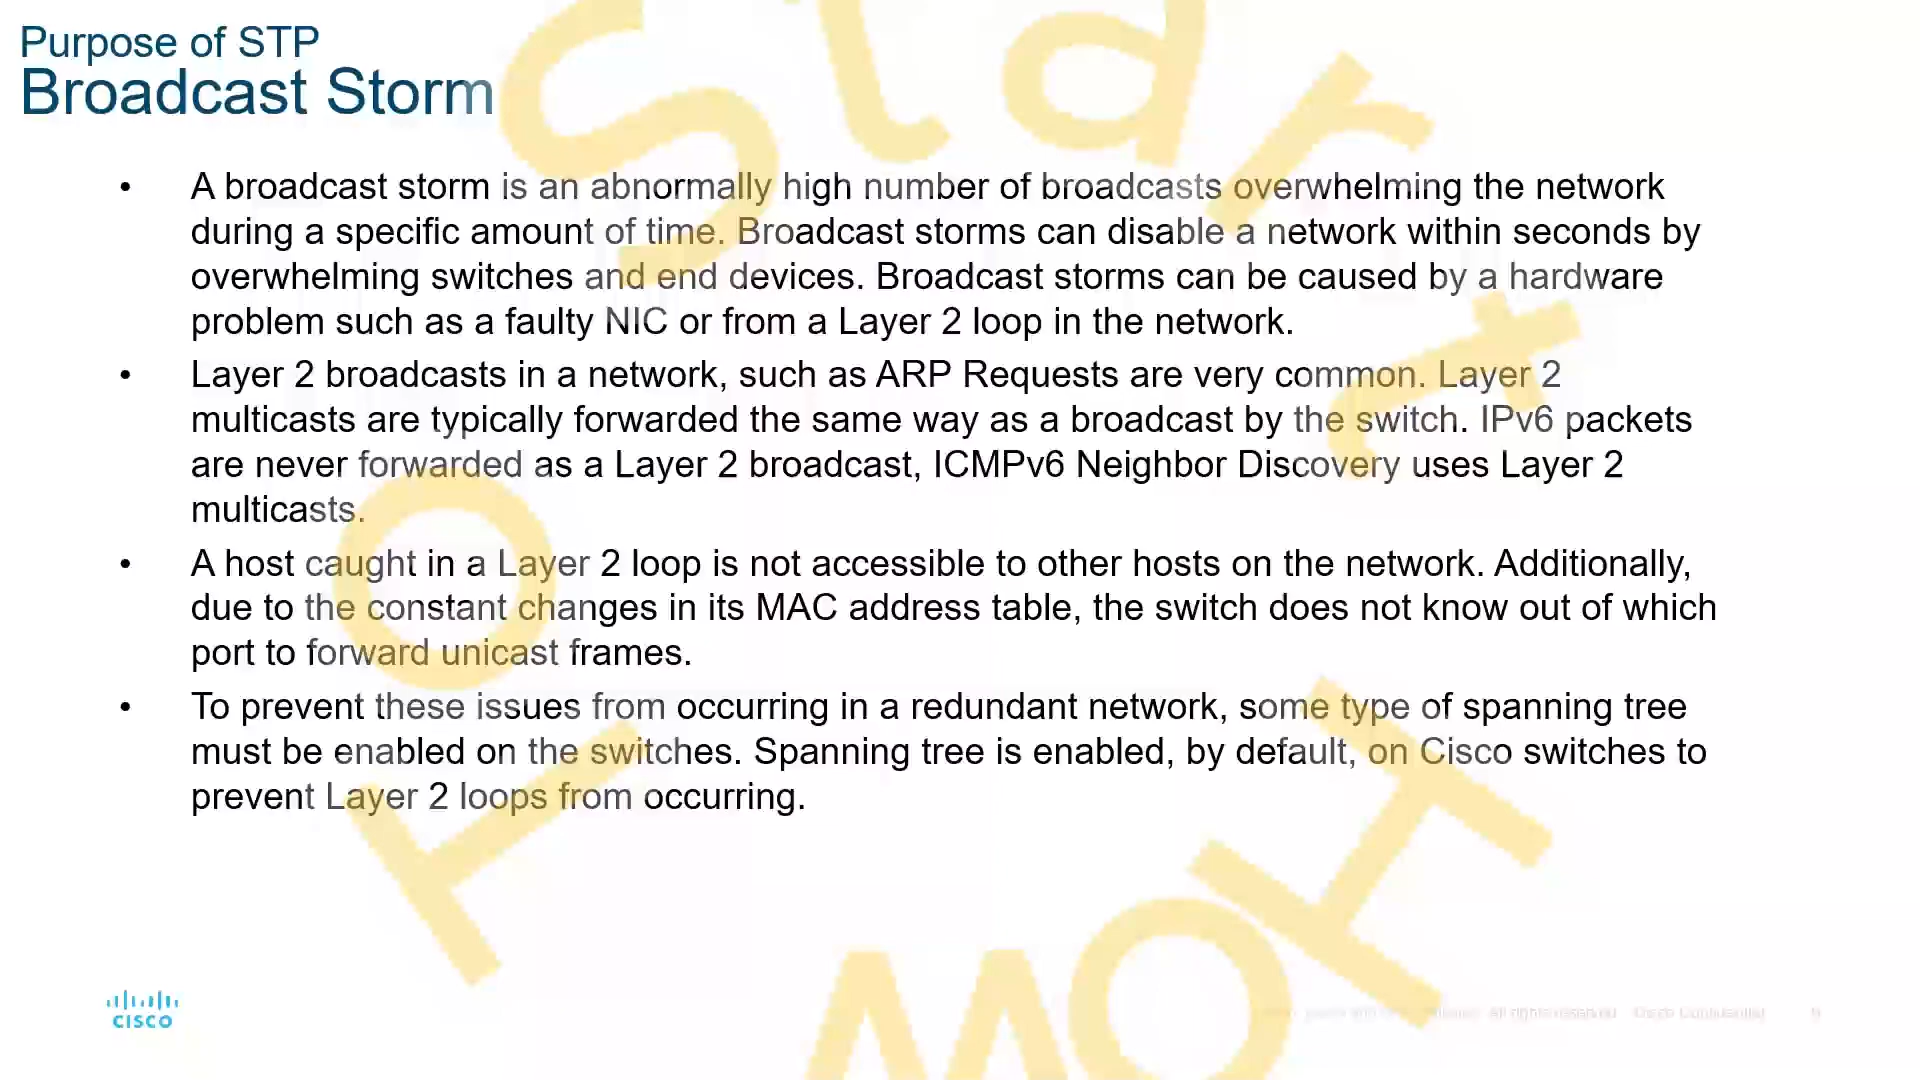 Purpose of STP
Broadcast Storm
• A broadcast storm is an abnormally high number of broadcasts overwhelming the network
during a specific amount of time. Broadcast storms can disable a network within seconds by
overwhelming switches and end devices. Broadcast storms can be caused by a hardware
problem such as a faulty NIC or from a Layer 2 loop in the network.
• Layer 2 broadcasts in a network, such as ARP Requests are very common. Layer 2
multicasts are typically forwarded the same way as a broadcast by the switch. IPv6 packets
are never forwarded as a Layer 2 broadcast, ICMPv6 Neighbor Discovery uses Layer 2
multicasts.
• A host caught in a Layer 2 loop is not accessible to other hosts on the network. Additionally,
due to the constant changes in its MAC address table, the switch does not know out of which
port to forward unicast frames.
• To prevent these issues from occurring in a redundant network, some type of spanning tree
must be enabled on the switches. Spanning tree is enabled, by default, on Cisco switches to
prevent Layer 2 loops from occurring.
How To Start
CISCO
All rights reserved. Cisco Confidential